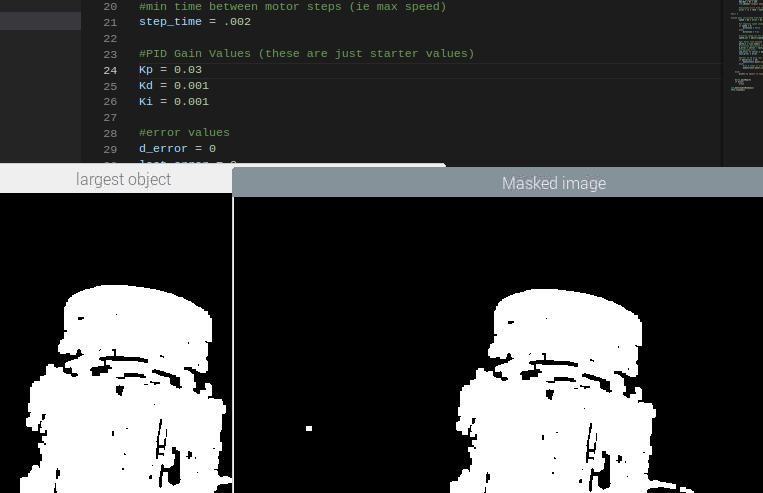 20 #min time between motor steps (ie max speed)
21 step_time = .002
22
23 #PID Gain Values (these are just starter values)
24 Kp = 0.03
25 Kd = 0.001
26 Ki = 0.001
27
28 #error values
29 d_error = 0
largest object
Masked image